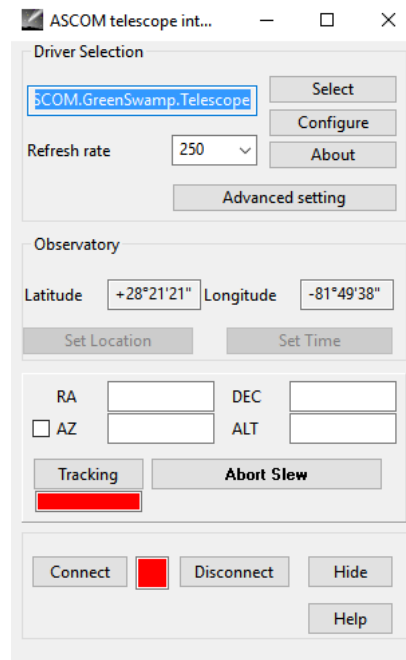 ASCOM telescope int...
Driver Selection
SCOM.GreenSwamp.Telescope
Select
Configure
Refresh rate 250
About
Advanced setting
Observatory
Latitude +28°21'21" Longitude -81°49'38"
Set Location Set Time
RA DEC
AZ ALT
Tracking Abort Slew
Connect Disconnect Hide
Help